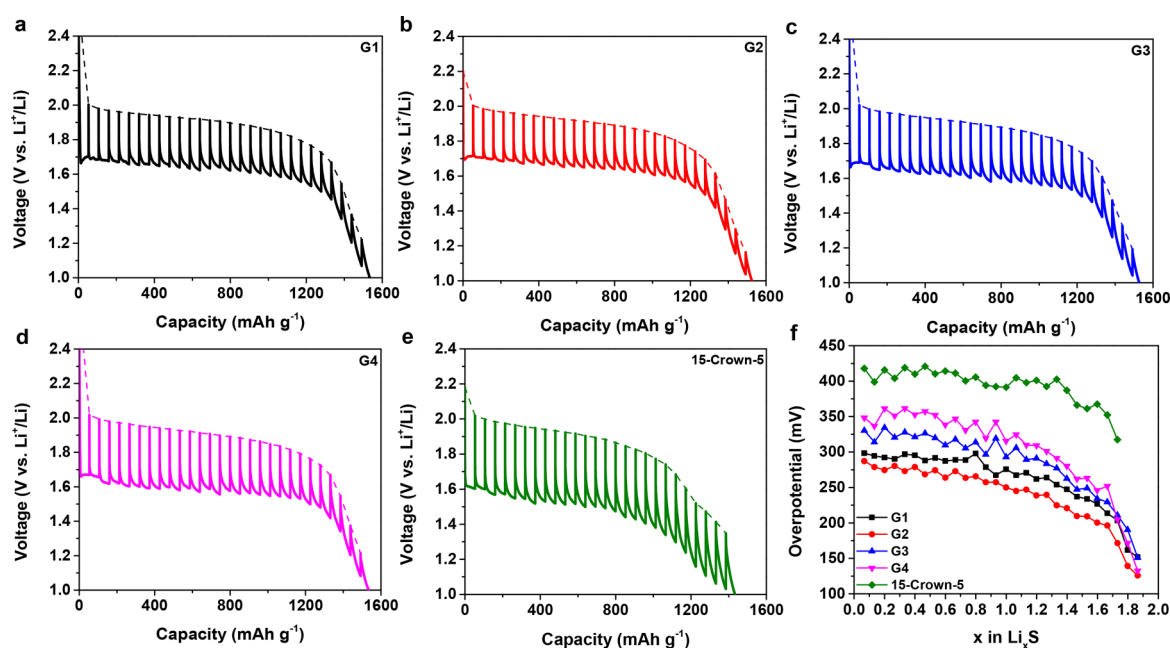 a
G1
2.4
2.2
2.0
1.8
1.6
1.4
1.2
1.0
Voltage (V vs. Li⁺/Li)
0 400 800 1200 1600
Capacity (mAh g⁻¹)
b
G2
2.4
2.2
2.0
1.8
1.6
1.4
1.2
1.0
Voltage (V vs. Li⁺/Li)
0 400 800 1200 1600
Capacity (mAh g⁻¹)
c
G3
2.4
2.2
2.0
1.8
1.6
1.4
1.2
1.0
Voltage (V vs. Li⁺/Li)
0 400 800 1200 1600
Capacity (mAh g⁻¹)
d
G4
2.4
2.2
2.0
1.8
1.6
1.4
1.2
1.0
Voltage (V vs. Li⁺/Li)
0 400 800 1200 1600
Capacity (mAh g⁻¹)
e
15-Crown-5
2.4
2.2
2.0
1.8
1.6
1.4
1.2
1.0
Voltage (V vs. Li⁺/Li)
0 400 800 1200 1600
Capacity (mAh g⁻¹)
f
450
400
350
300
250
200
150
100
Overpotential (mV)
G1
G2
G3
G4
15-Crown-5
0.0 0.2 0.4 0.6 0.8 1.0 1.2 1.4 1.6 1.8 2.0
x in LiₓS